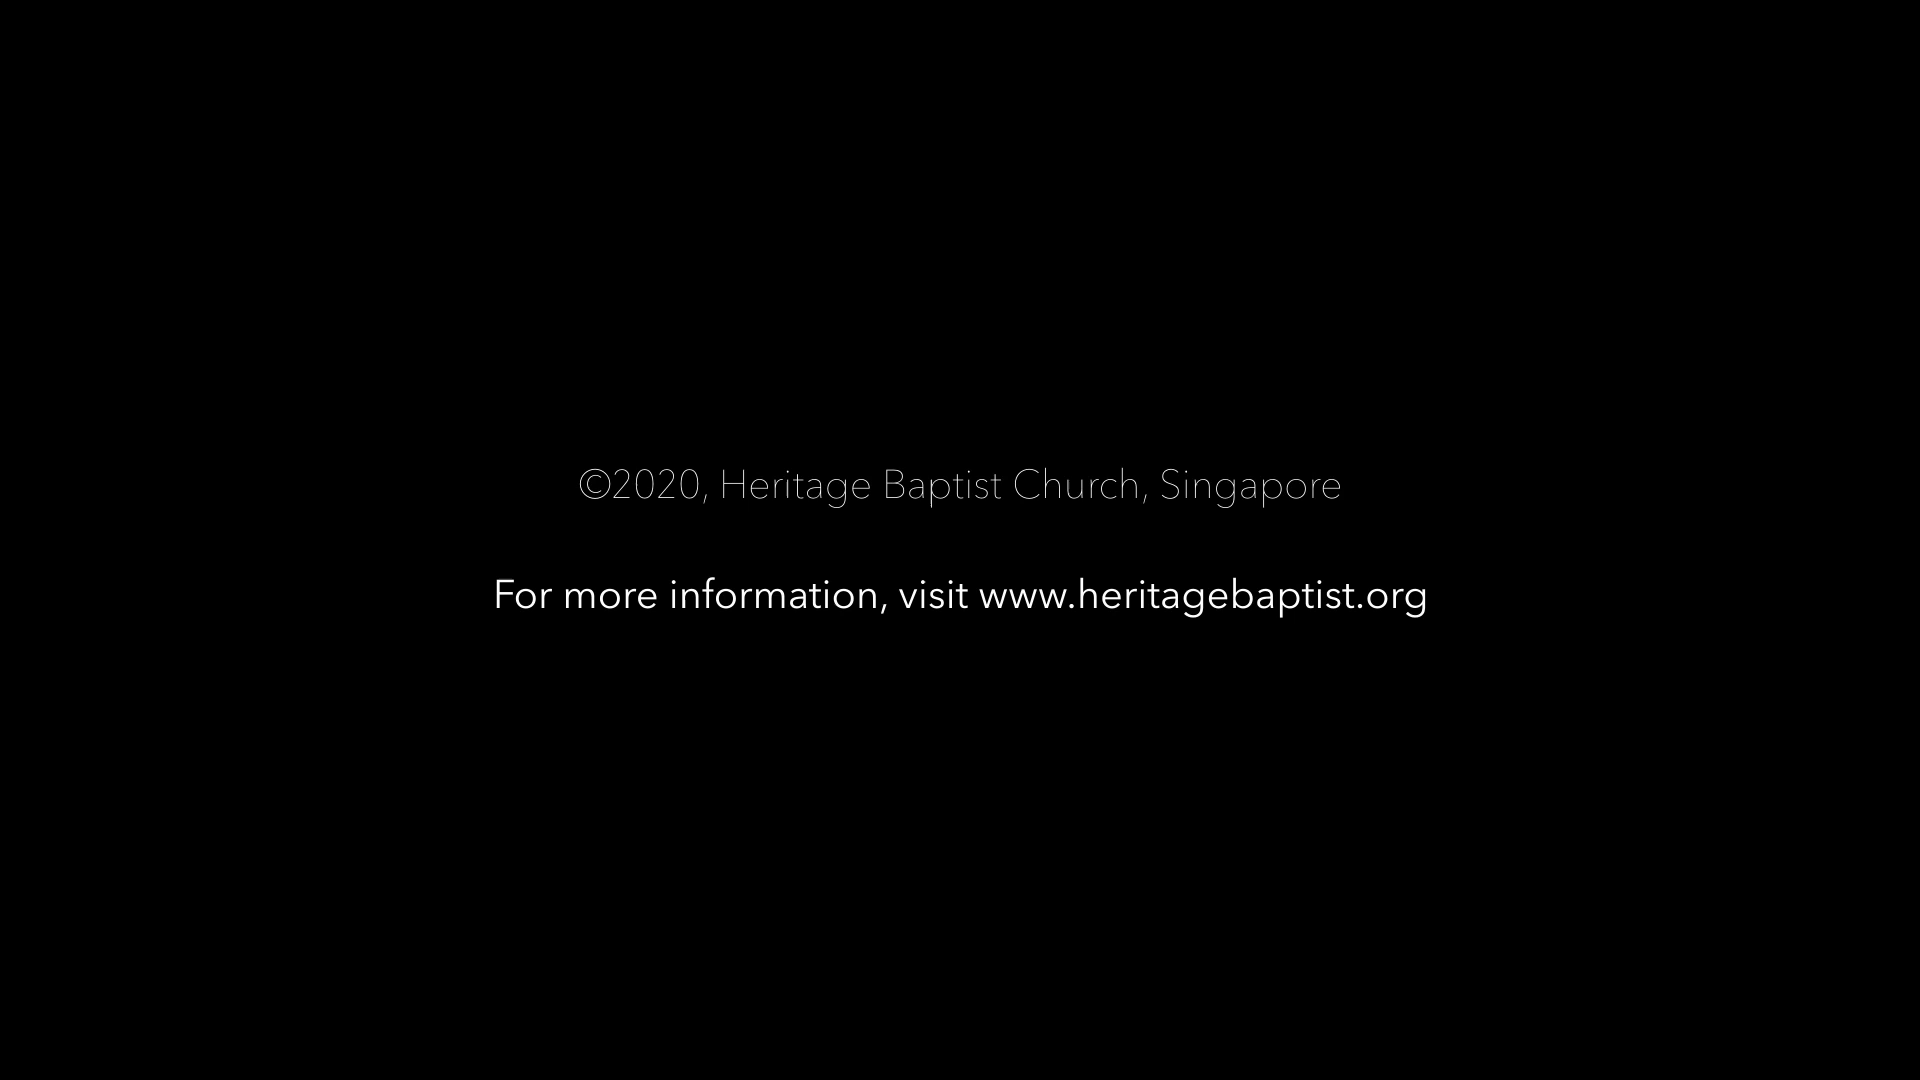 ©2020, Heritage Baptist Church, Singapore
For more information, visit www.heritagebaptist.org